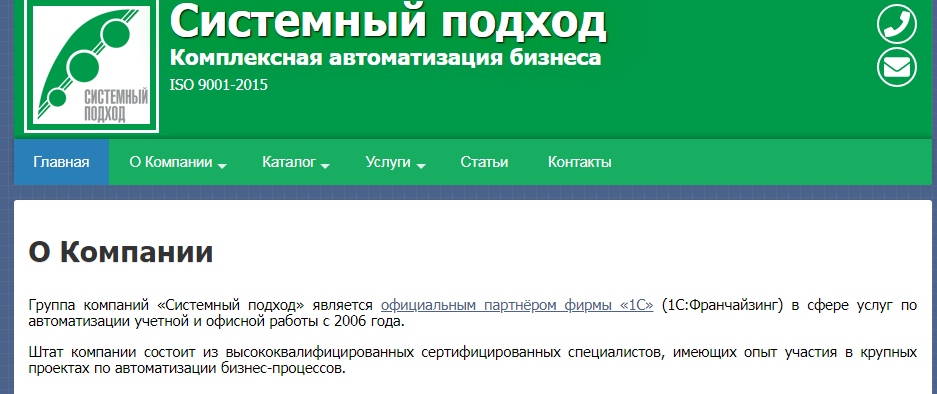 Системный подход
Комплексная автоматизация бизнеса
ISO 9001-2015
СИСТЕМНЫЙ
ПОДХОД
Главная О Компании Каталог Услуги Статьи Контакты
О Компании
Группа компаний «Системный подход» является официальным партнёром фирмы «1С» (1С:Франчайзинг) в сфере услуг по
автоматизации учетной и офисной работы с 2006 года.
Штат компании состоит из высококвалифицированных сертифицированных специалистов, имеющих опыт участия в крупных
проектах по автоматизации бизнес-процессов.